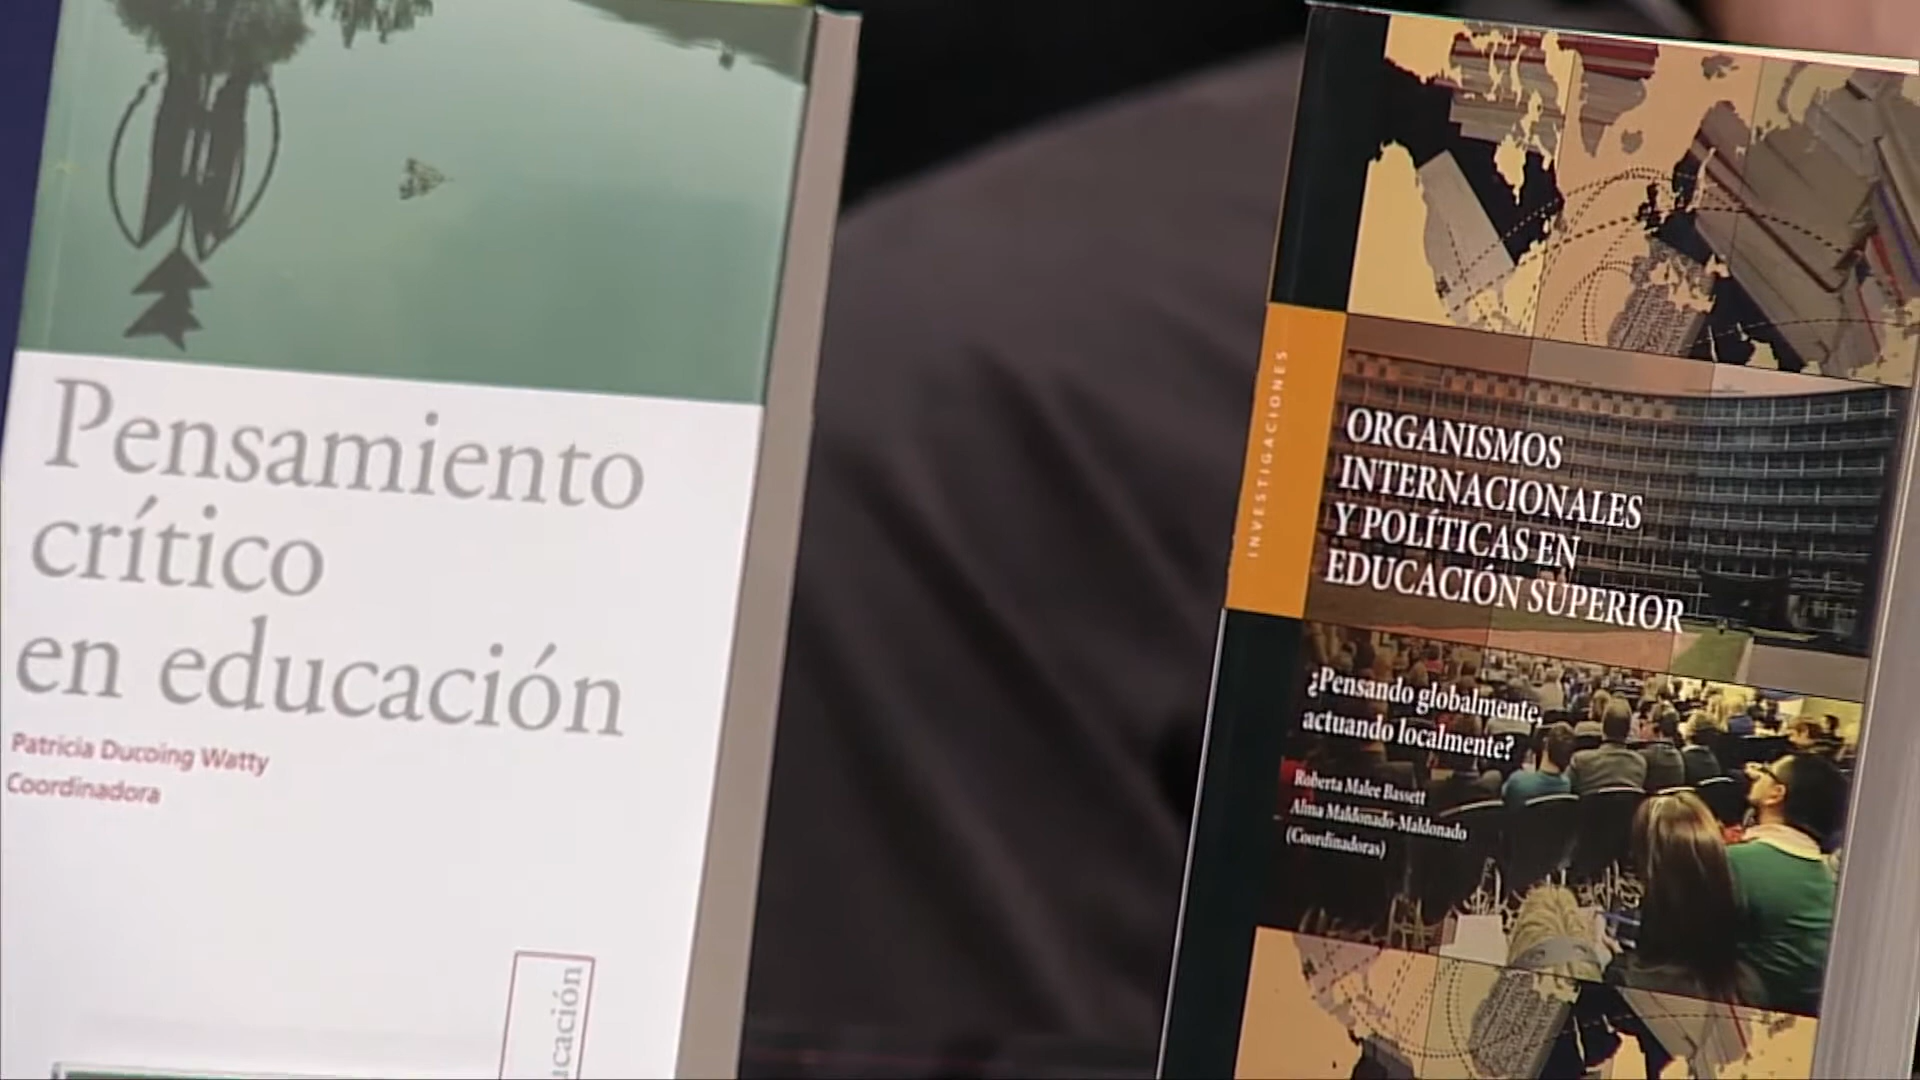 Pensamiento
crítico
en educación
Patricia Ducoing Watty
Coordinadora
INVESTIGACIONES
ORGANISMOS
INTERNACIONALES
Y POLÍTICAS EN
EDUCACIÓN SUPERIOR
¿Pensando globalmente,
actuando localmente?
Roberta Malee Bassett
Alma Maldonado-Maldonado
(Coordinadoras)